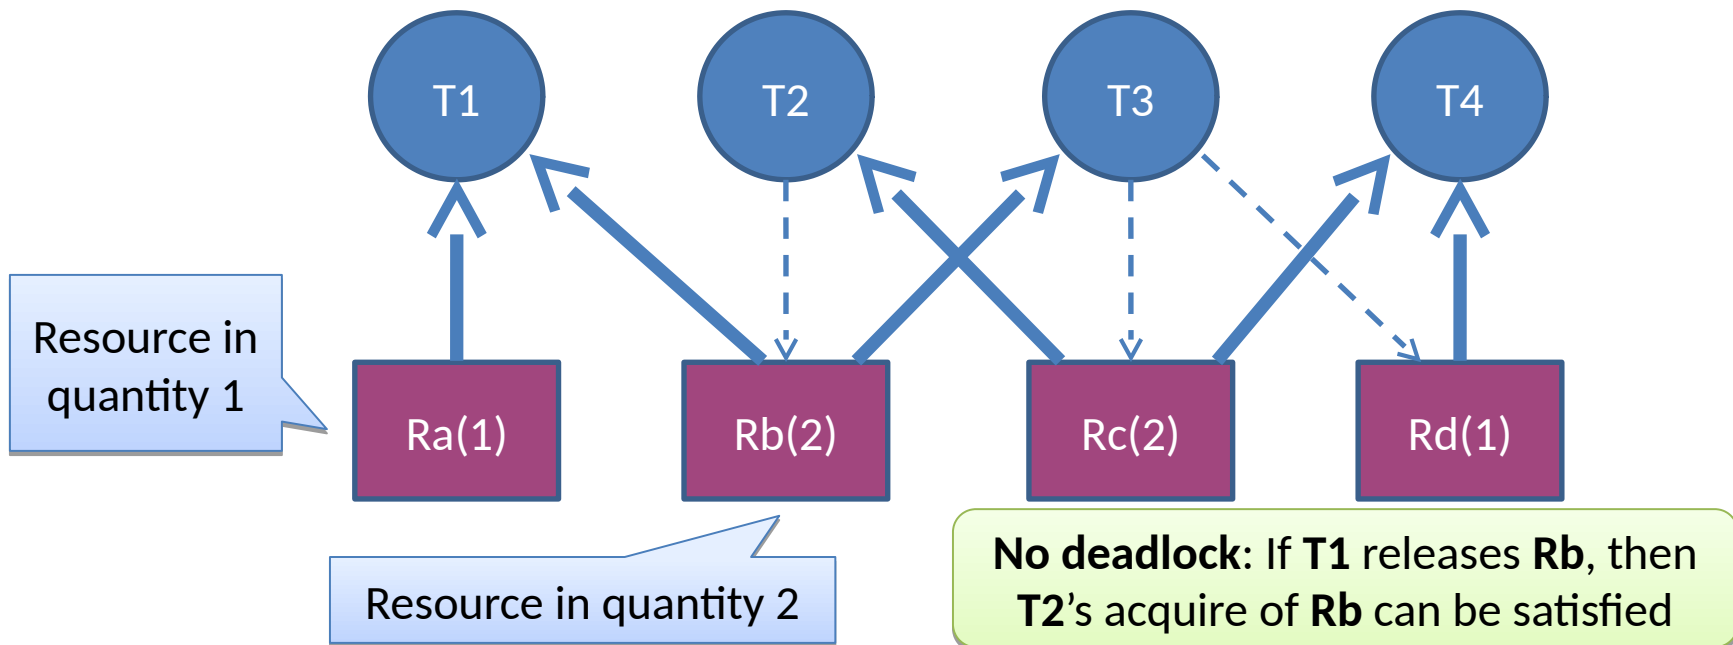 T1
T2
T3
T4
Resource in
quantity 1
Ra(1)
Rb(2)
Rc(2)
Rd(1)
Resource in quantity 2
No deadlock: If T1 releases Rb, then
T2’s acquire of Rb can be satisfied